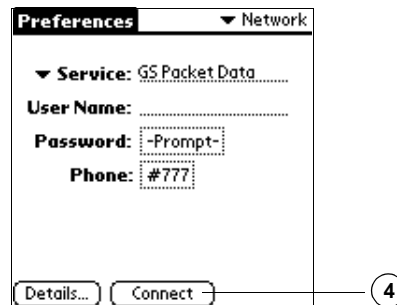 Preferences ▼ Network
▼ Service: GS Packet Data
User Name:
Password: -Prompt-
Phone: #777
Details... Connect 4